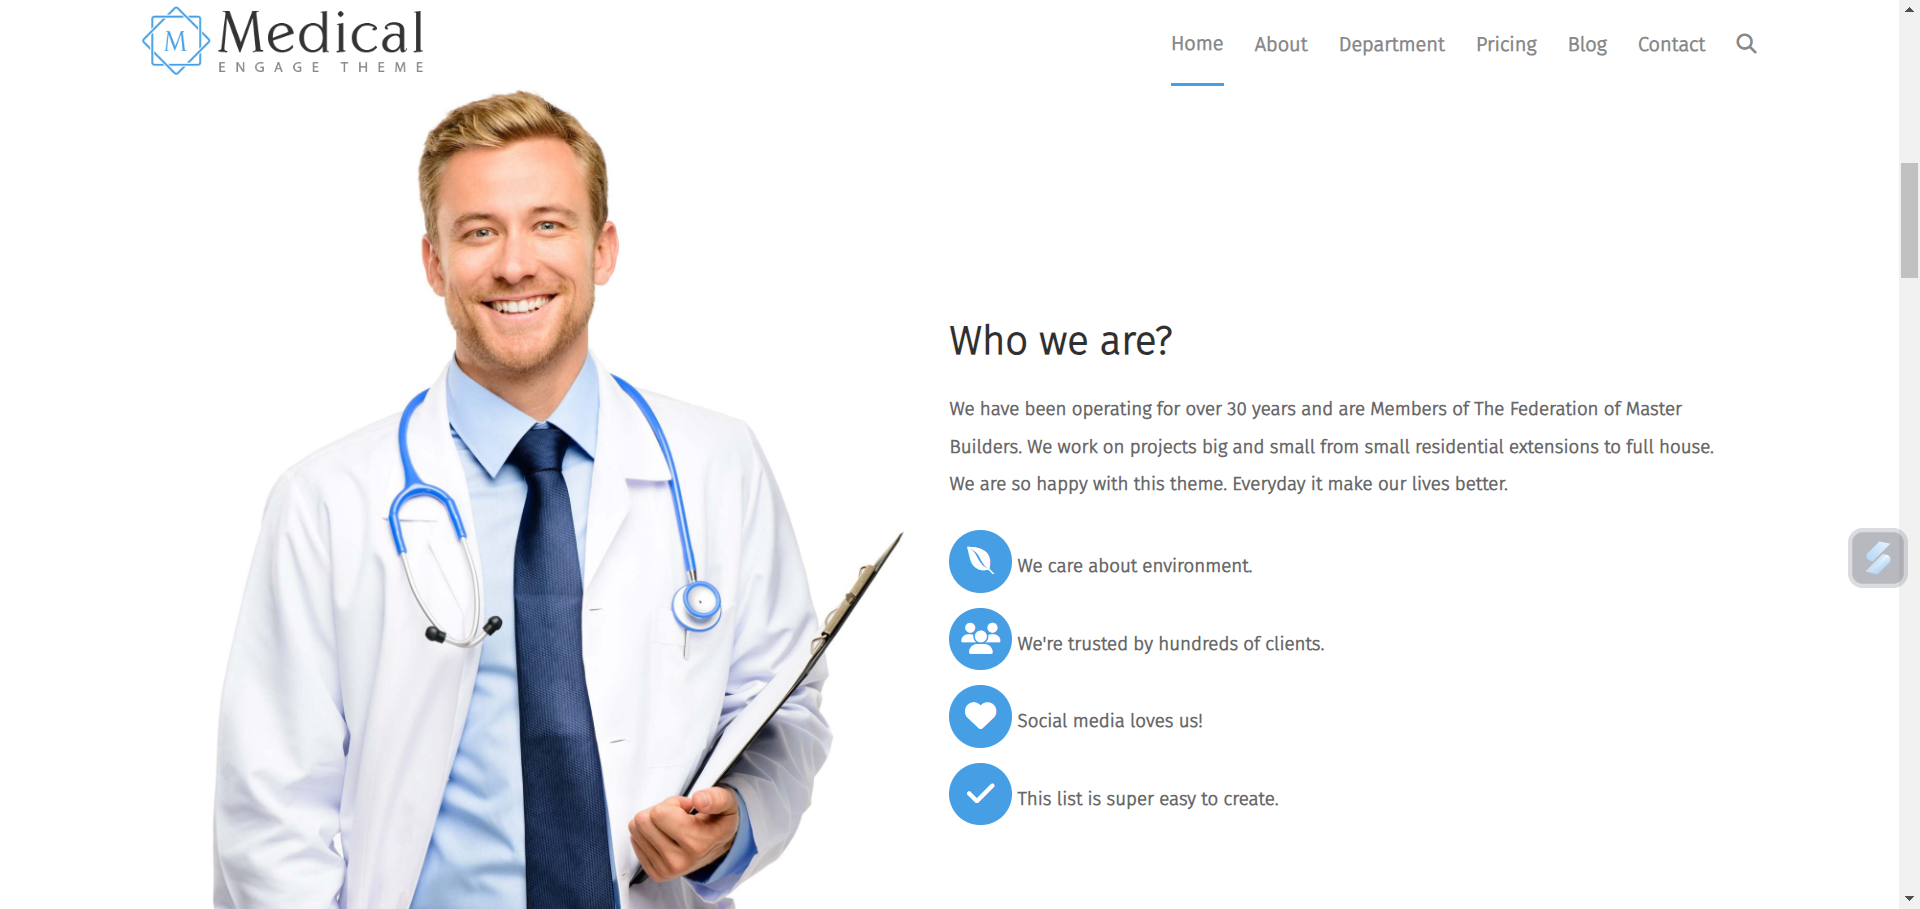 M
Medical
ENGAGE THEME
Home About Department Pricing Blog Contact
Who we are?
We have been operating for over 30 years and are Members of The Federation of Master
Builders. We work on projects big and small from small residential extensions to full house.
We are so happy with this theme. Everyday it make our lives better.
We care about environment.
We're trusted by hundreds of clients.
Social media loves us!
This list is super easy to create.